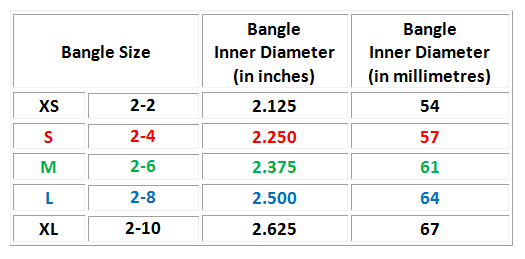 Bangle Size
Bangle
Inner Diameter
(in inches)
Bangle
Inner Diameter
(in millimetres)
XS 2-2 2.125 54
S 2-4 2.250 57
M 2-6 2.375 61
L 2-8 2.500 64
XL 2-10 2.625 67